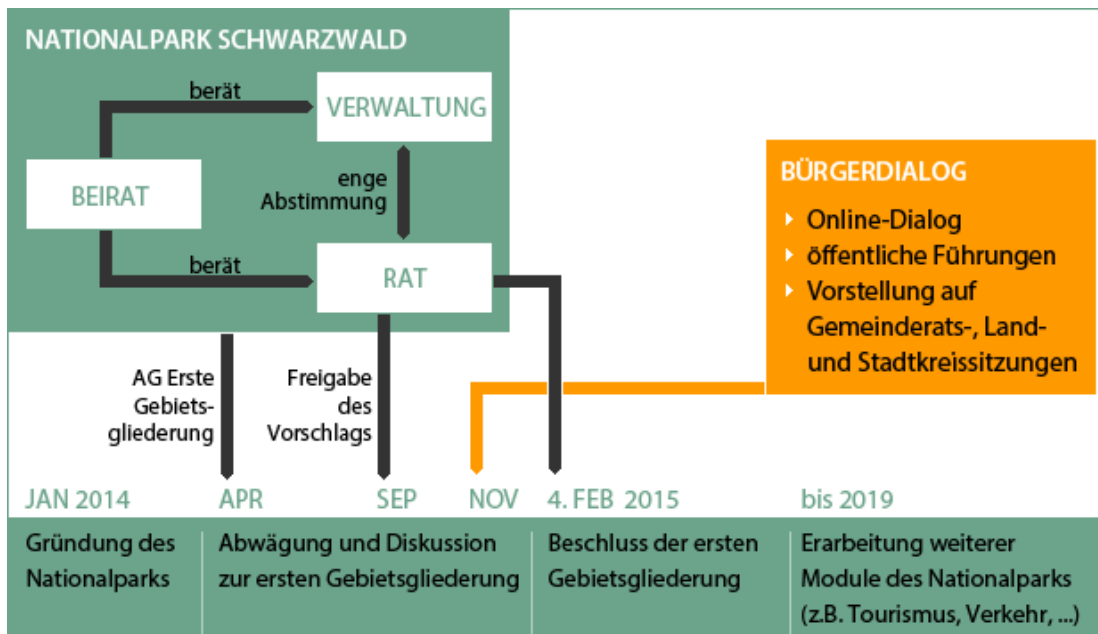 NATIONALPARK SCHWARZWALD
berät
VERWALTUNG
BEIRAT
enge
Abstimmung
berät
RAT
BÜRGERDIALOG
Online-Dialog
öffentliche Führungen
Vorstellung auf
Gemeinderats-, Land-
und Stadtkreissitzungen
AG Erste
Gebiets-
gliederung
Freigabe
des
Vorschlags
JAN 2014
APR
SEP
NOV
4. FEB 2015
bis 2019
Gründung des
Nationalparks
Abwägung und Diskussion
zur ersten Gebietsgliederung
Beschluss der ersten
Gebietsgliederung
Erarbeitung weiterer
Module des Nationalparks
(z.B. Tourismus, Verkehr, ...)